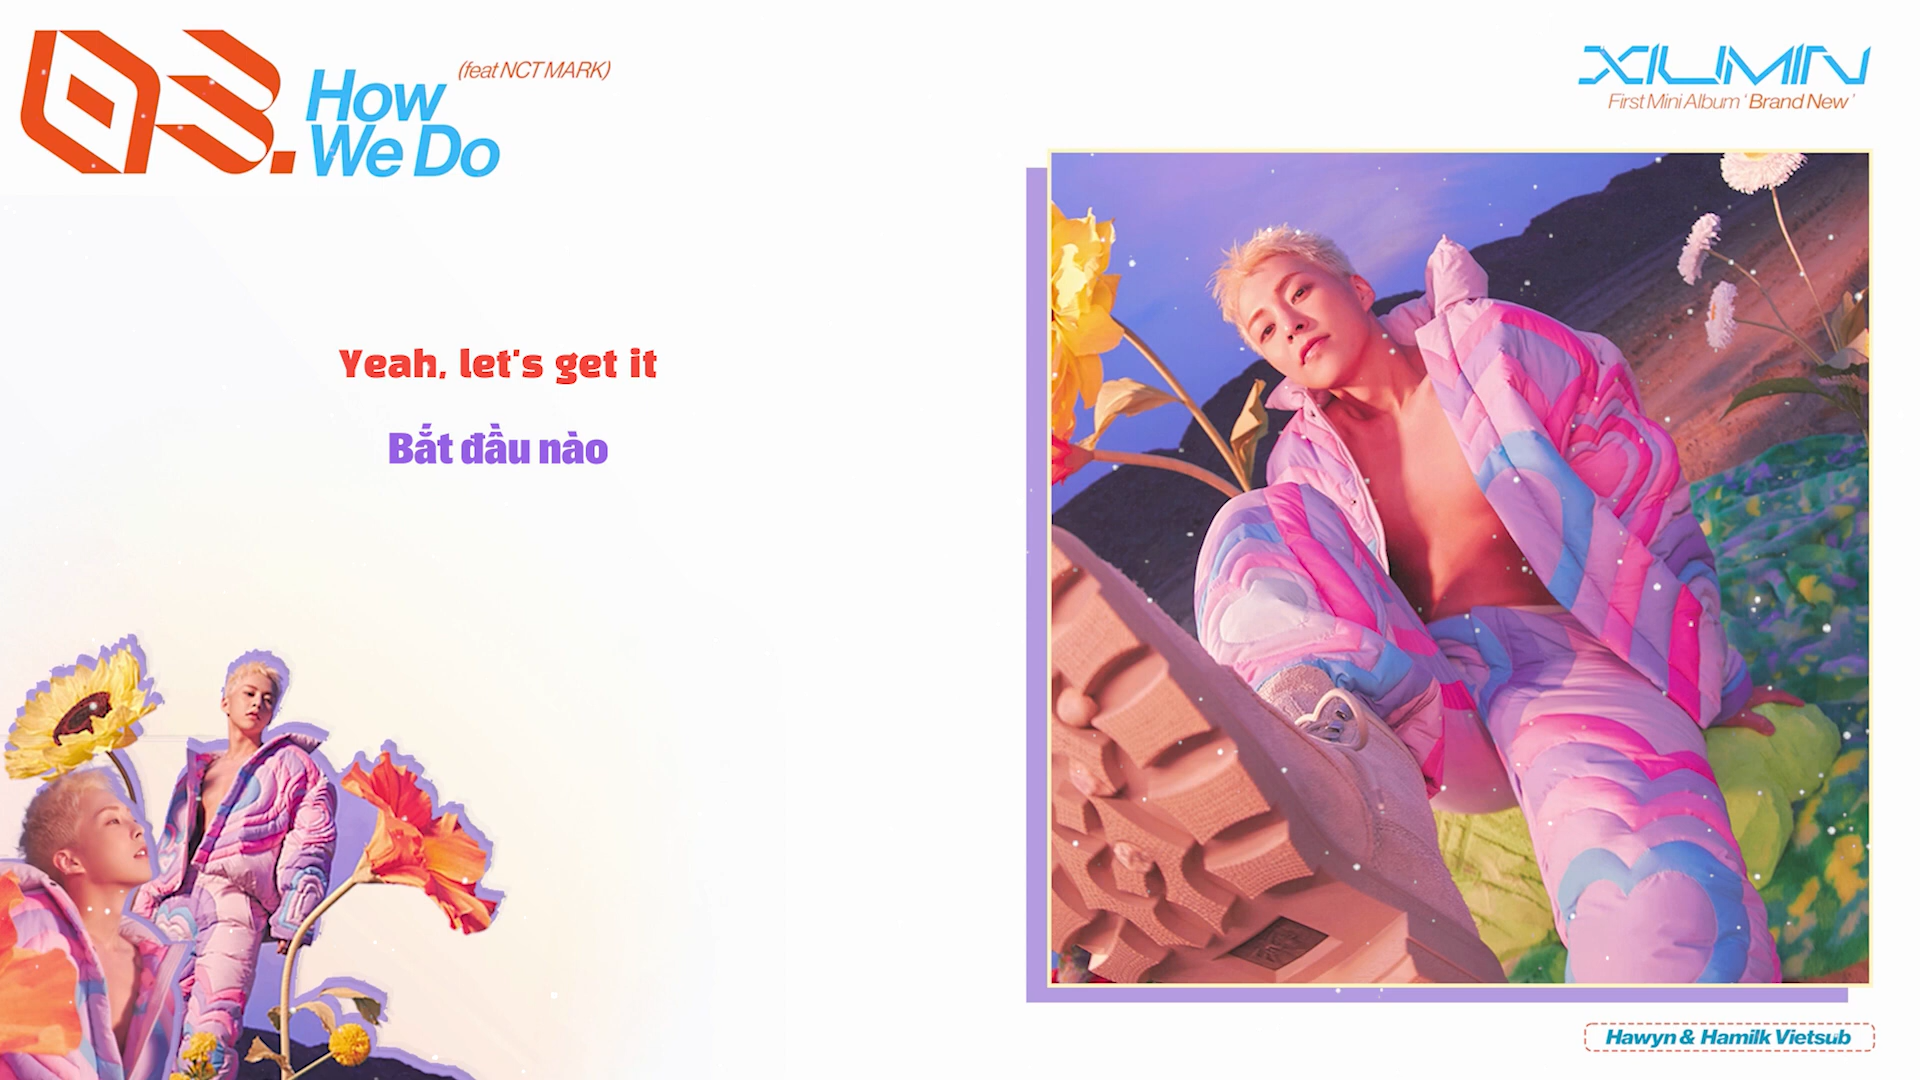 03.
How
We Do
(feat NCT MARK)
XIUMIN
First Mini Album ' Brand New '
Yeah, let's get it
Bắt đầu nào
Hawyn & Hamilk Vietsub